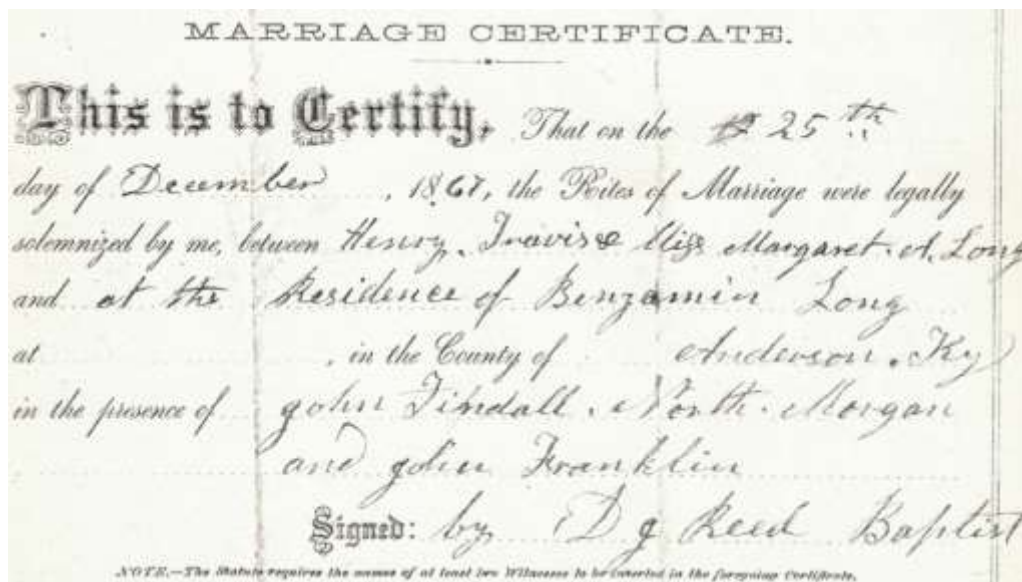 MARRIAGE CERTIFICATE.
This is to Certify, That on the 25th
day of December, 1867, the Rites of Marriage were legally
solemnized by me, between Henry. Travis & Miss Margaret. A. Long
and at the Residence of Benjamin Long
at , in the County of Anderson. Ky
in the presence of John Tindall. North. Morgan
and John Franklin
Signed: by D J Reed Baptist
NOTE.—The Statute requires the names of at least two Witnesses to be inserted in the foregoing Certificate.